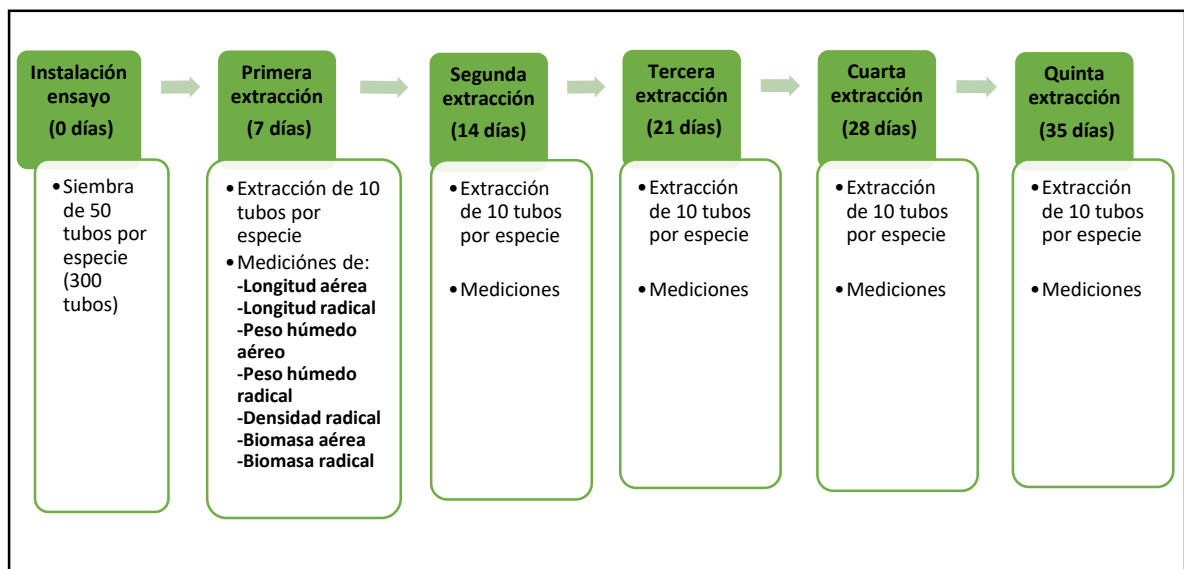 Instalación
ensayo
(0 días)
•Siembra
de 50
tubos por
especie
(300
tubos)
Primera
extracción
(7 días)
•Extracción de 10
tubos por
especie
•Mediciónes de:
-Longitud aérea
-Longitud radical
-Peso húmedo
aéreo
-Peso húmedo
radical
-Densidad radical
-Biomasa aérea
-Biomasa radical
Segunda
extracción
(14 días)
•Extracción
de 10 tubos
por especie
•Mediciones
Tercera
extracción
(21 días)
•Extracción
de 10 tubos
por especie
•Mediciones
Cuarta
extracción
(28 días)
•Extracción
de 10 tubos
por especie
•Mediciones
Quinta
extracción
(35 días)
•Extracción
de 10 tubos
por especie
•Mediciones